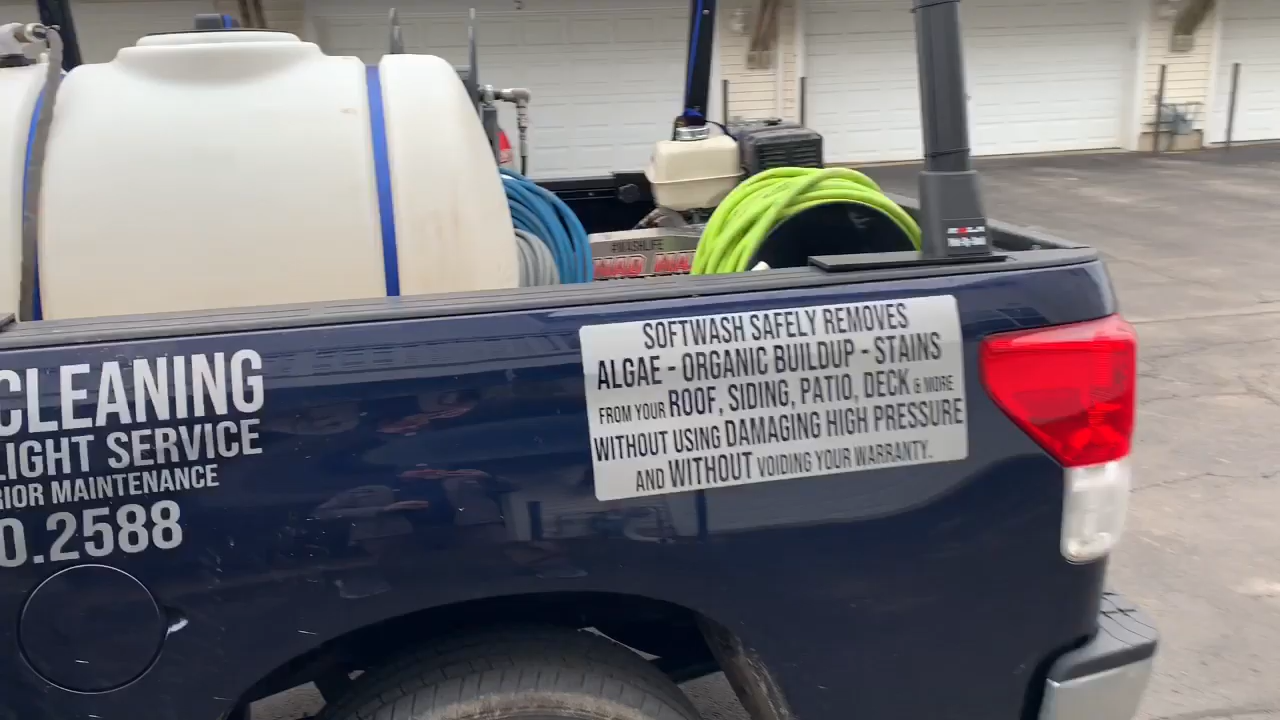 #WASHLIFE
CLEANING
LIGHT SERVICE
RIOR MAINTENANCE
0.2588
SOFTWASH SAFELY REMOVES
ALGAE - ORGANIC BUILDUP - STAINS
FROM YOUR ROOF, SIDING, PATIO, DECK & MORE
WITHOUT USING DAMAGING HIGH PRESSURE
AND WITHOUT VOIDING YOUR WARRANTY.